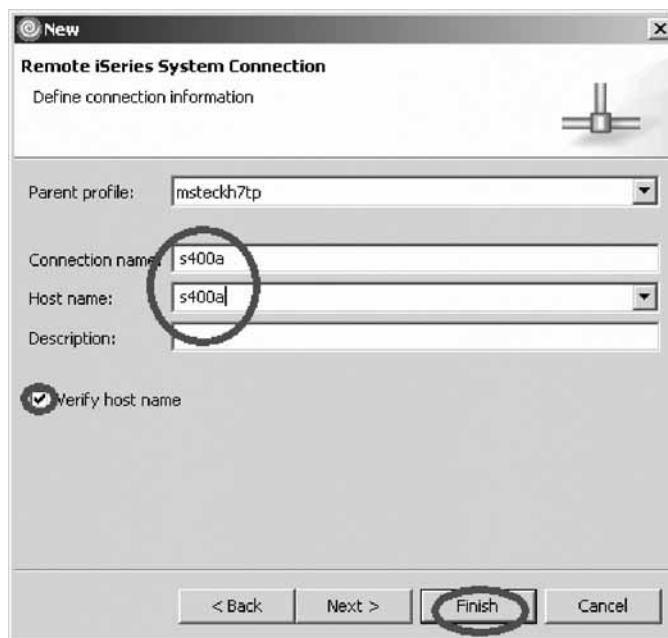 New
Remote iSeries System Connection
Define connection information
Parent profile: msteckh7tp
Connection name: s400a
Host name: s400a
Description:
Verify host name
< Back Next > Finish Cancel